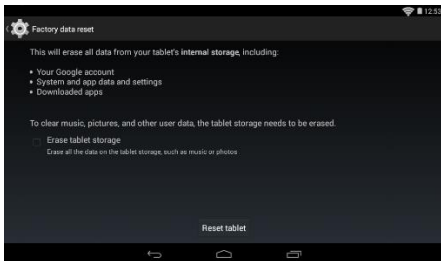 12:53
Factory data reset
This will erase all data from your tablet's internal storage, including:
• Your Google account
• System and app data and settings
• Downloaded apps
To clear music, pictures, and other user data, the tablet storage needs to be erased.
Erase tablet storage
Erase all the data on the tablet storage, such as music or photos
Reset tablet